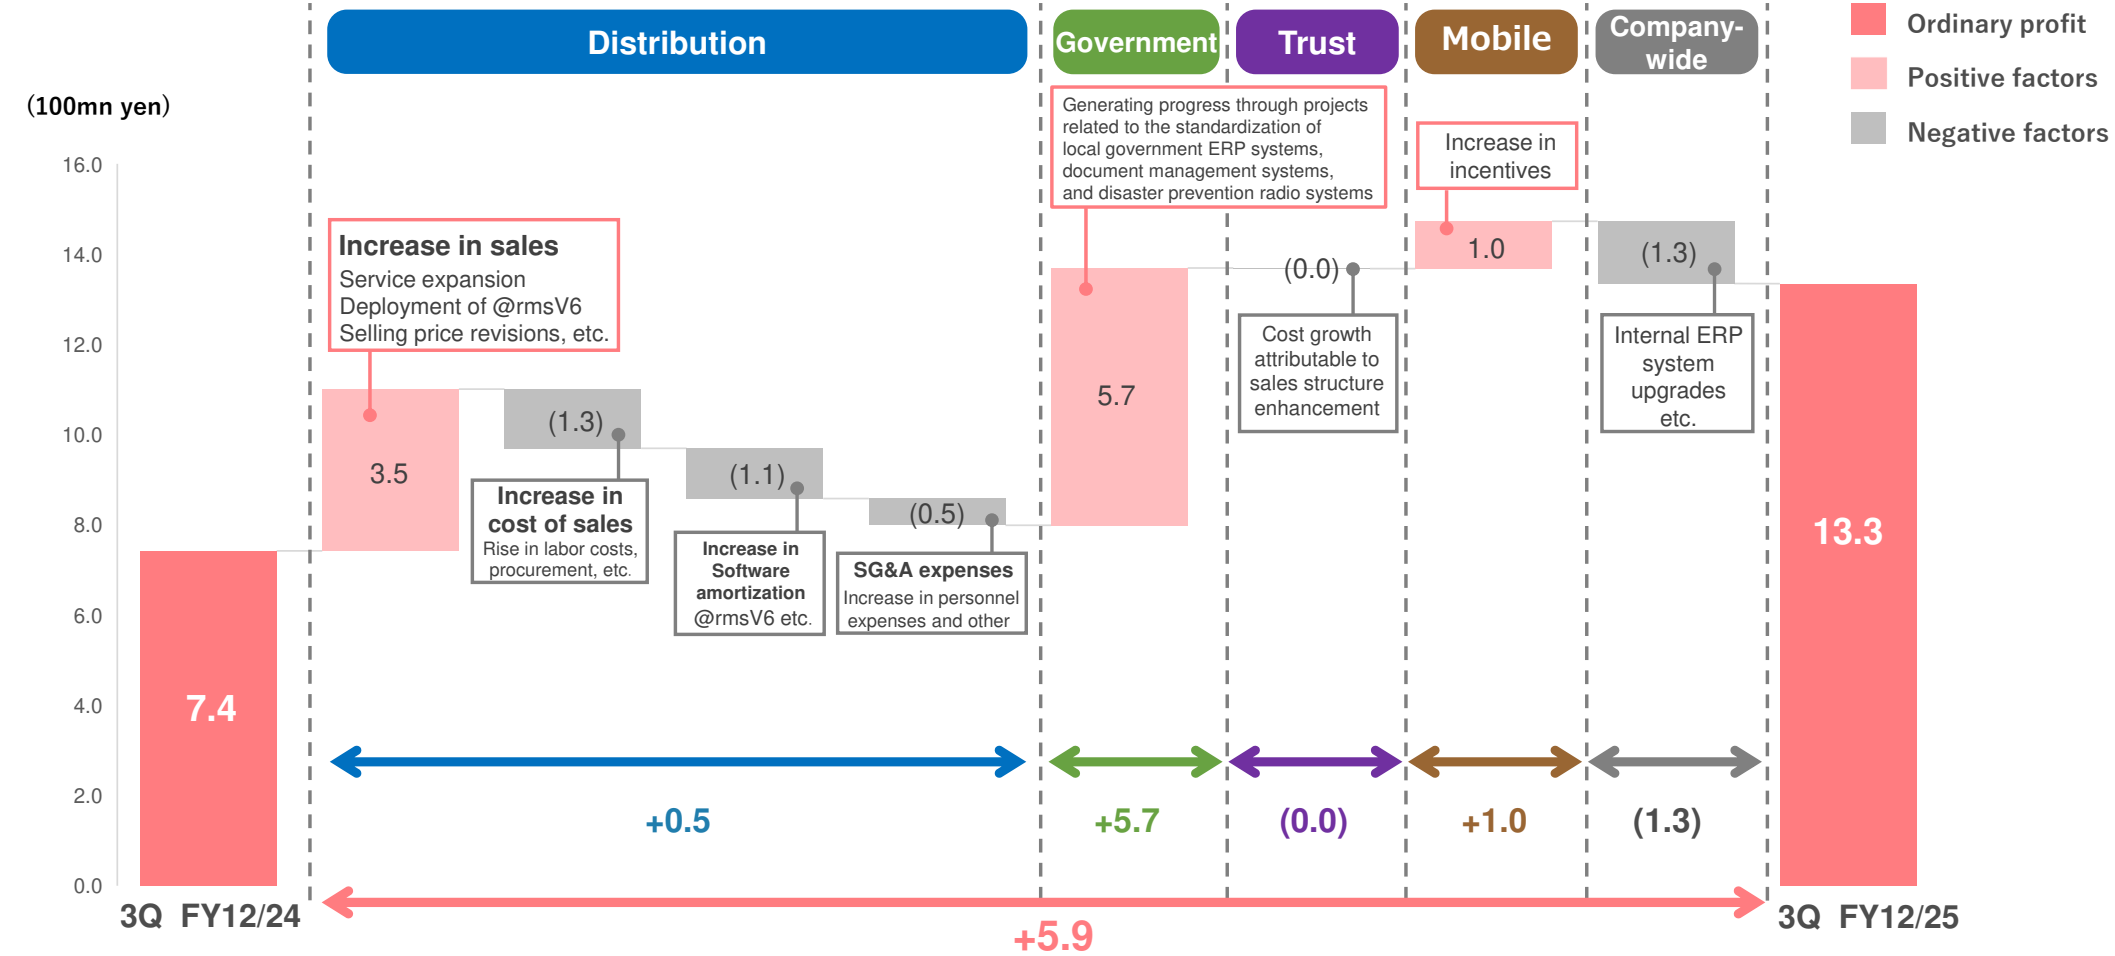 Distribution
Government
Trust
Mobile
Company-
wide
Ordinary profit
Positive factors
Negative factors
(100mn yen)
16.0
14.0
12.0
10.0
8.0
6.0
4.0
2.0
0.0
Increase in sales
Service expansion
Deployment of @rmsV6
Selling price revisions, etc.
Generating progress through projects
related to the standardization of
local government ERP systems,
document management systems,
and disaster prevention radio systems
Increase in
incentives
7.4
3.5
(1.3)
Increase in
cost of sales
Rise in labor costs,
procurement, etc.
(1.1)
Increase in
Software
amortization
@rmsV6 etc.
(0.5)
SG&A expenses
Increase in personnel
expenses and other
5.7
(0.0)
Cost growth
attributable to
sales structure
enhancement
1.0
(1.3)
Internal ERP
system
upgrades
etc.
13.3
+0.5
+5.7
(0.0)
+1.0
(1.3)
3Q FY12/24
+5.9
3Q FY12/25